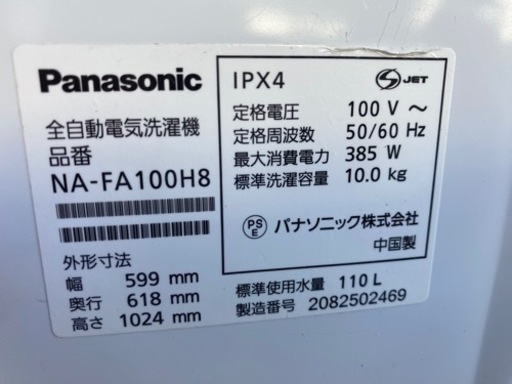 Panasonic
全自動電気洗濯機
品番
NA-FA100H8
外形寸法
幅 599 mm
奥行 618 mm
高さ 1024 mm
IPX4
S JET
定格電圧 100 V ～
定格周波数 50/60 Hz
最大消費電力 385 W
標準洗濯容量 10.0 kg
PS
E
パナソニック株式会社
中国製
標準使用水量 110 L
製造番号 2082502469